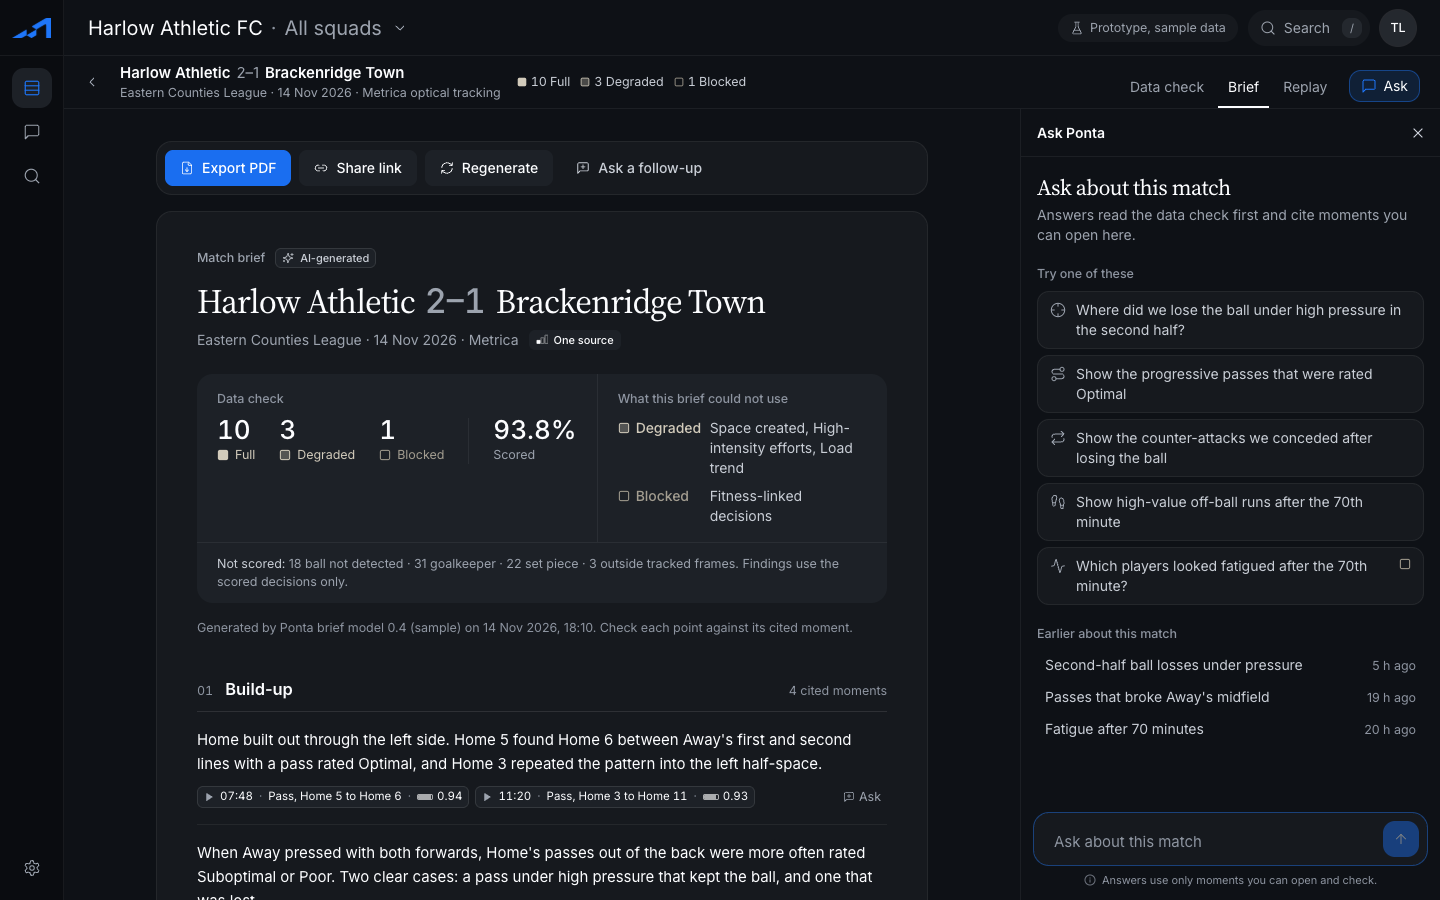 Harlow Athletic FC · All squads
Prototype, sample data
Search /
TL
Harlow Athletic 2–1 Brackenridge Town
Eastern Counties League · 14 Nov 2026 · Metrica optical tracking
10 Full 3 Degraded 1 Blocked
Data check
Brief
Replay
Ask
Export PDF
Share link
Regenerate
Ask a follow-up
Match brief
AI-generated
Harlow Athletic 2–1 Brackenridge Town
Eastern Counties League · 14 Nov 2026 · Metrica
One source
Data check
10 3 1 93.8%
Full Degraded Blocked Scored
What this brief could not use
Degraded Space created, High-
intensity efforts, Load
trend
Blocked Fitness-linked
decisions
Not scored: 18 ball not detected · 31 goalkeeper · 22 set piece · 3 outside tracked frames. Findings use the
scored decisions only.
Generated by Ponta brief model 0.4 (sample) on 14 Nov 2026, 18:10. Check each point against its cited moment.
01 Build-up 4 cited moments
Home built out through the left side. Home 5 found Home 6 between Away's first and second
lines with a pass rated Optimal, and Home 3 repeated the pattern into the left half-space.
07:48 · Pass, Home 5 to Home 6 · 0.94
11:20 · Pass, Home 3 to Home 11 · 0.93
Ask
When Away pressed with both forwards, Home's passes out of the back were more often rated
Suboptimal or Poor. Two clear cases: a pass under high pressure that kept the ball, and one that
was lost.
Ask Ponta
Ask about this match
Answers read the data check first and cite moments you
can open here.
Try one of these
Where did we lose the ball under high pressure in
the second half?
Show the progressive passes that were rated
Optimal
Show the counter-attacks we conceded after
losing the ball
Show high-value off-ball runs after the 70th
minute
Which players looked fatigued after the 70th
minute?
Earlier about this match
Second-half ball losses under pressure 5 h ago
Passes that broke Away's midfield 19 h ago
Fatigue after 70 minutes 20 h ago
Ask about this match
Answers use only moments you can open and check.